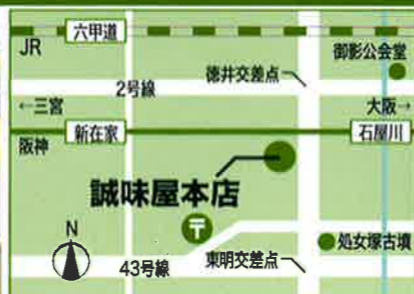 六甲道
JR
御影公会堂
徳井交差点
2号線
←三宮
大阪→
新在家
石屋川
阪神
誠味屋本店
〒
処女塚古墳
N
東明交差点
43号線